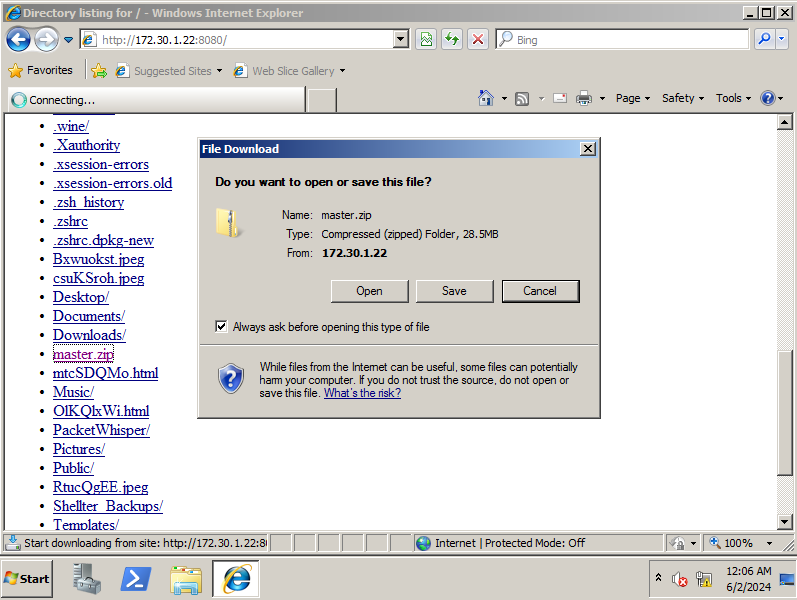 Directory listing for / - Windows Internet Explorer
http://172.30.1.22:8080/
Bing
Favorites
Suggested Sites
Web Slice Gallery
Connecting...
Page
Safety
Tools
.wine/
.Xauthority
.xsession-errors
.xsession-errors.old
.zsh_history
.zshrc
.zshrc.dpkg-new
Bxwuokst.jpeg
csuKSroh.jpeg
Desktop/
Documents/
Downloads/
master.zip
mtcSDQMo.html
Music/
OlKQlxWi.html
PacketWhisper/
Pictures/
Public/
RtucQgEE.jpeg
Shellter_Backups/
Templates/
File Download
Do you want to open or save this file?
Name: master.zip
Type: Compressed (zipped) Folder, 28.5MB
From: 172.30.1.22
Open
Save
Cancel
Always ask before opening this type of file
While files from the Internet can be useful, some files can potentially
harm your computer. If you do not trust the source, do not open or
save this file. What's the risk?
Start downloading from site: http://172.30.1.22:8
Internet | Protected Mode: Off
100%
Start
12:06 AM
6/2/2024